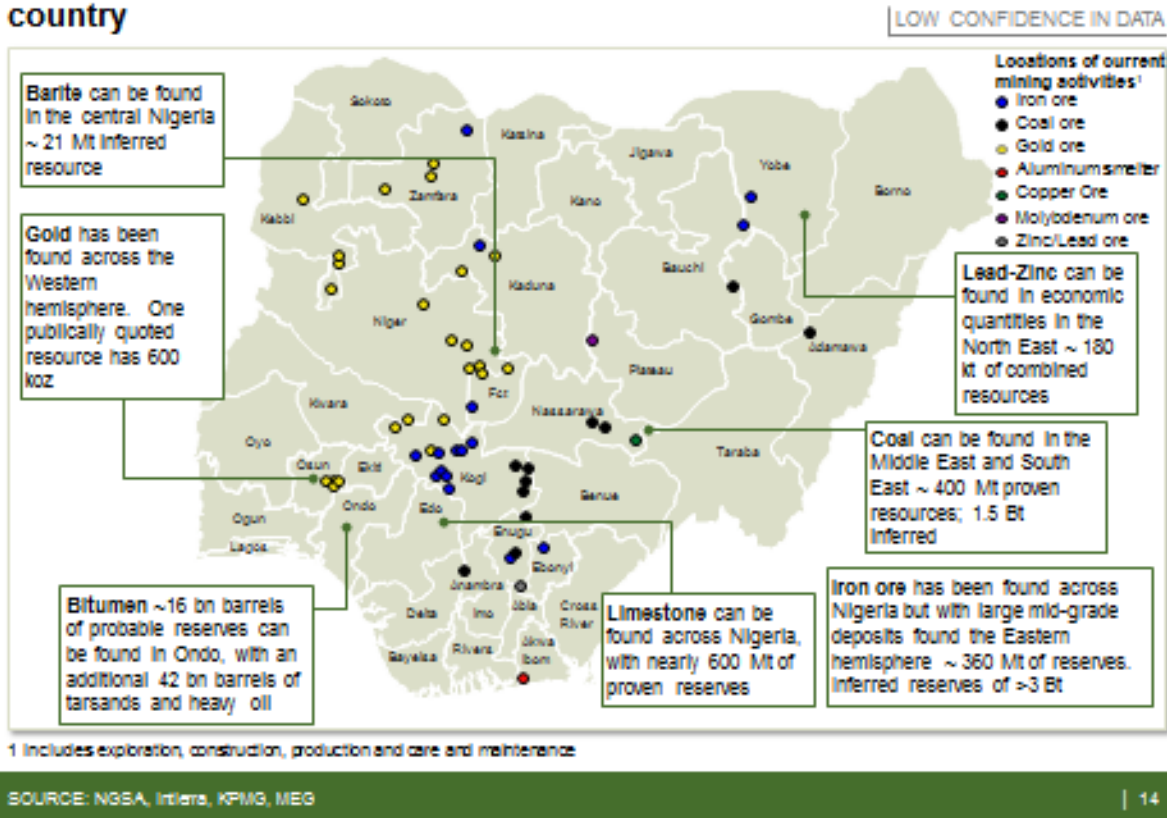 country
LOW CONFIDENCE IN DATA
Barite can be found
in the central Nigeria
~ 21 Mt inferred
resource
Gold has been
found across the
Western
hemisphere. One
publically quoted
resource has 600
koz
Bitumen ~16 bn barrels
of probable reserves can
be found in Ondo, with an
additional 42 bn barrels of
tarsands and heavy oil
Locations of current
mining activities¹
Iron ore
Coal ore
Gold ore
Aluminum smelter
Copper Ore
Molybdenum ore
Zinc/Lead ore
Lead-Zinc can be
found in economic
quantities in the
North East ~ 180
kt of combined
resources
Coal can be found in the
Middle East and South
East ~ 400 Mt proven
resources; 1.5 Bt
inferred
Iron ore has been found across
Nigeria but with large mid-grade
deposits found the Eastern
hemisphere ~ 360 Mt of reserves.
Inferred reserves of >3 Bt
Limestone can be
found across Nigeria,
with nearly 600 Mt of
proven reserves
Sokoto
Katsina
Jigawa
Yobe
Borno
Zamfara
Kano
Kebbi
Bauchi
Kaduna
Gombe
Niger
Adamawa
Plateau
Fct
Kwara
Nassarawa
Oyo
Taraba
Osun
Ekiti
Kogi
Benue
Ondo
Edo
Ogun
Enugu
Lagos
Ebonyi
Anambra
Delta
Imo
Abia
Cross
River
Bayelsa
Rivers
Akwa
Ibom
1 Includes exploration, construction, production and care and maintenance
SOURCE: NGSA, Intierra, KPMG, MEG
| 14